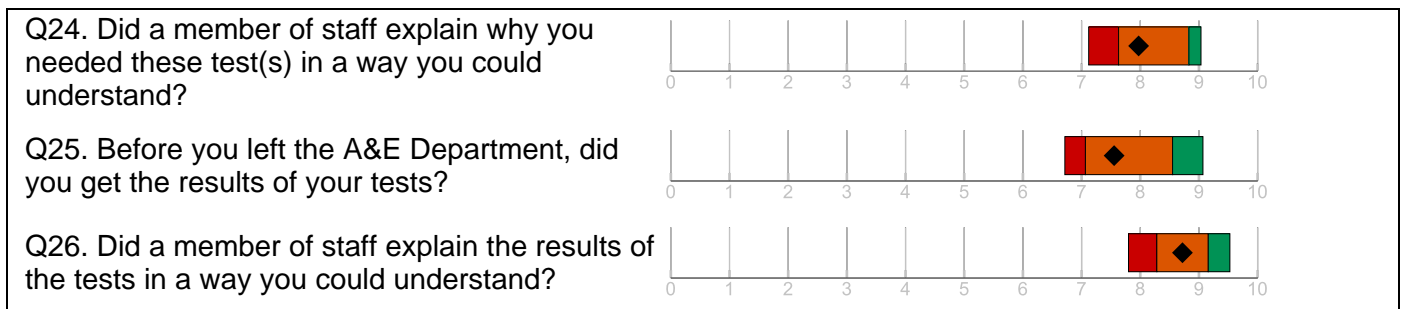 Q24. Did a member of staff explain why you
needed these test(s) in a way you could
understand?
0 1 2 3 4 5 6 7 8 9 10
Q25. Before you left the A&E Department, did
you get the results of your tests?
0 1 2 3 4 5 6 7 8 9 10
Q26. Did a member of staff explain the results of
the tests in a way you could understand?
0 1 2 3 4 5 6 7 8 9 10